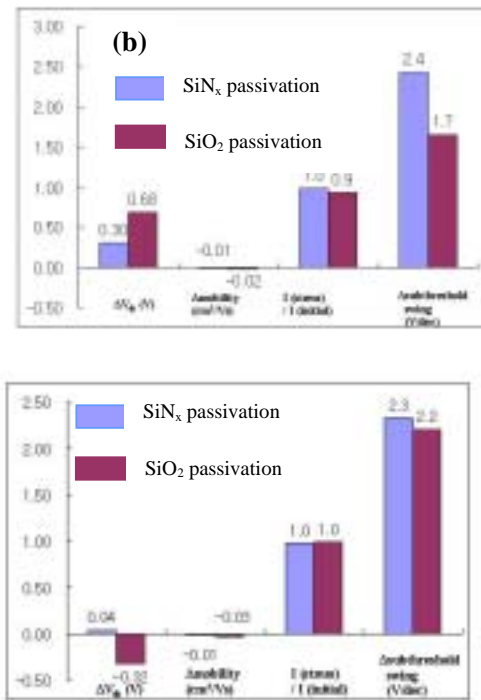 3.00
(b)
2.50
2.00
1.50
1.00
0.50
0.00
-0.50
SiNx passivation
SiO2 passivation
0.30
0.68
-0.01
-0.02
1.0
0.9
2.4
1.7
ΔVth (V)
Δmobility (cm²/Vs)
I (stress) / I (initial)
Δsubthreshold swing (V/dec)
2.50
2.00
1.50
1.00
0.50
0.00
-0.50
SiNx passivation
SiO2 passivation
0.04
-0.32
-0.01
-0.03
1.0
1.0
2.3
2.2
ΔVth (V)
Δmobility (cm²/Vs)
I (stress) / I (initial)
Δsubthreshold swing (V/dec)